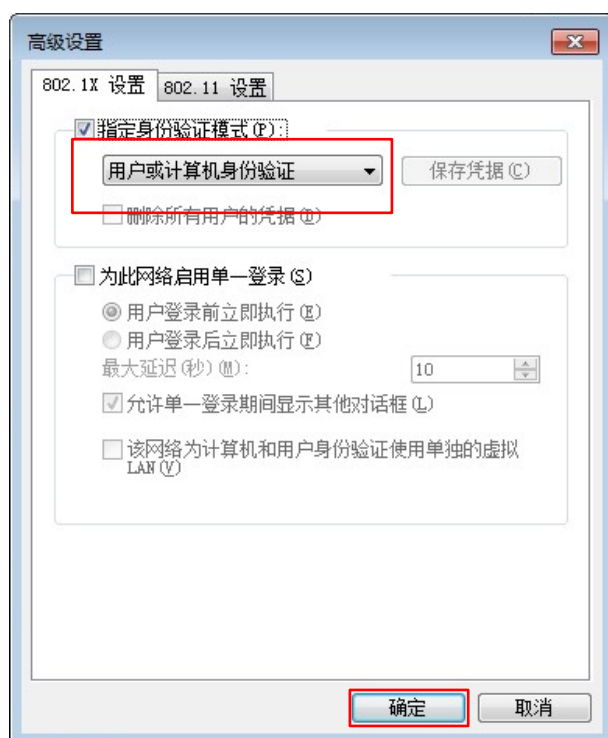 高级设置
802.1X 设置 802.11 设置
指定身份验证模式(P):
用户或计算机身份验证 保存凭据(C)
删除所有用户的凭据(D)
为此网络启用单一登录(S)
用户登录前立即执行(E)
用户登录后立即执行(F)
最大延迟(秒)(M): 10
允许单一登录期间显示其他对话框(L)
该网络为计算机和用户身份验证使用单独的虚拟
LAN(V)
确定 取消